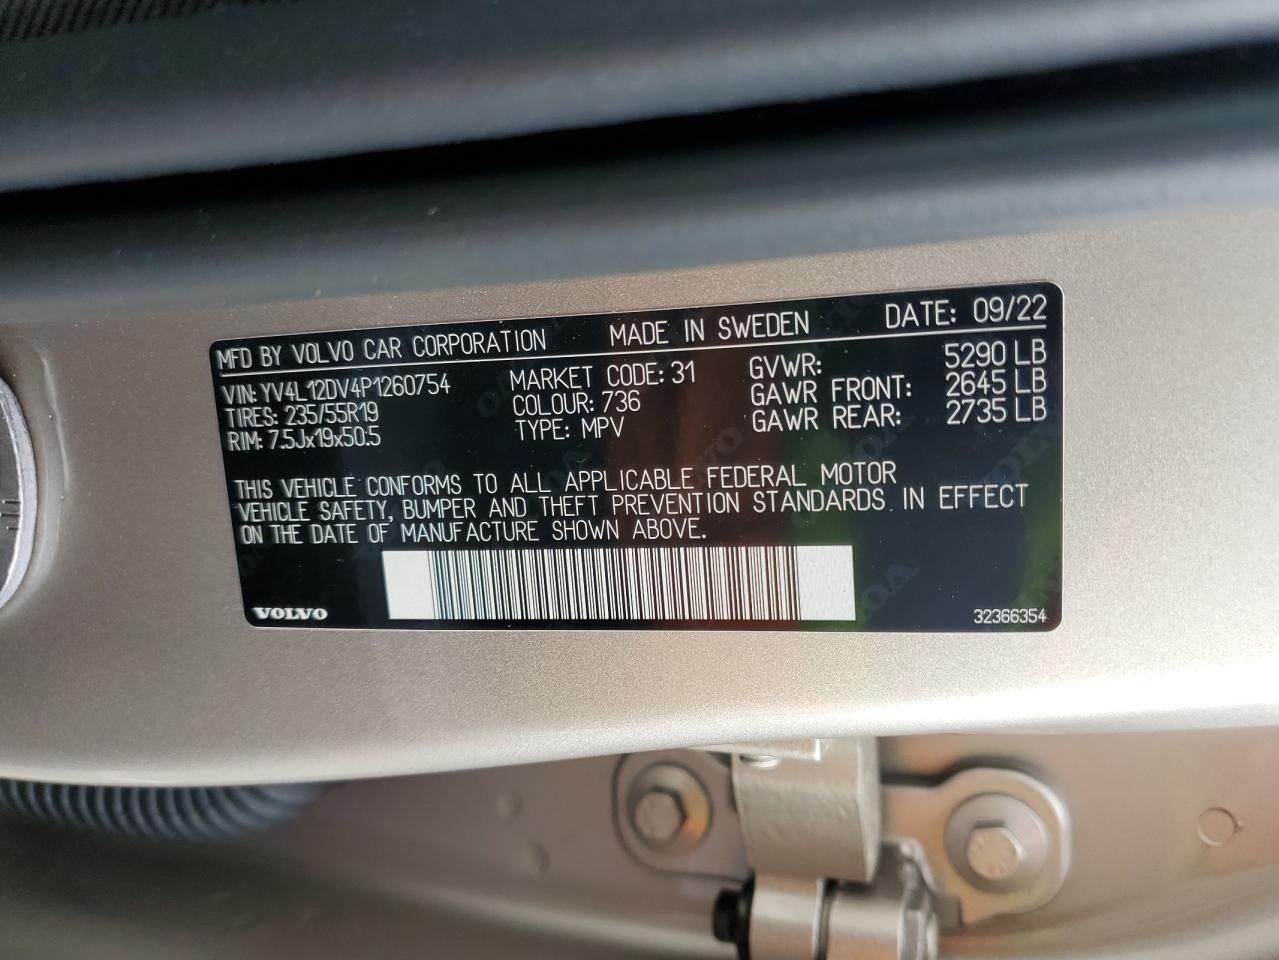 MFD BY VOLVO CAR CORPORATION MADE IN SWEDEN DATE: 09/22
VIN: YV4L12DV4P1260754 MARKET CODE: 31 GVWR: 5290 LB
TIRES: 235/55R19 COLOUR: 736 GAWR FRONT: 2645 LB
RIM: 7.5Jx19x50.5 TYPE: MPV GAWR REAR: 2735 LB
THIS VEHICLE CONFORMS TO ALL APPLICABLE FEDERAL MOTOR
VEHICLE SAFETY, BUMPER AND THEFT PREVENTION STANDARDS IN EFFECT
ON THE DATE OF MANUFACTURE SHOWN ABOVE.
VOLVO 32366354